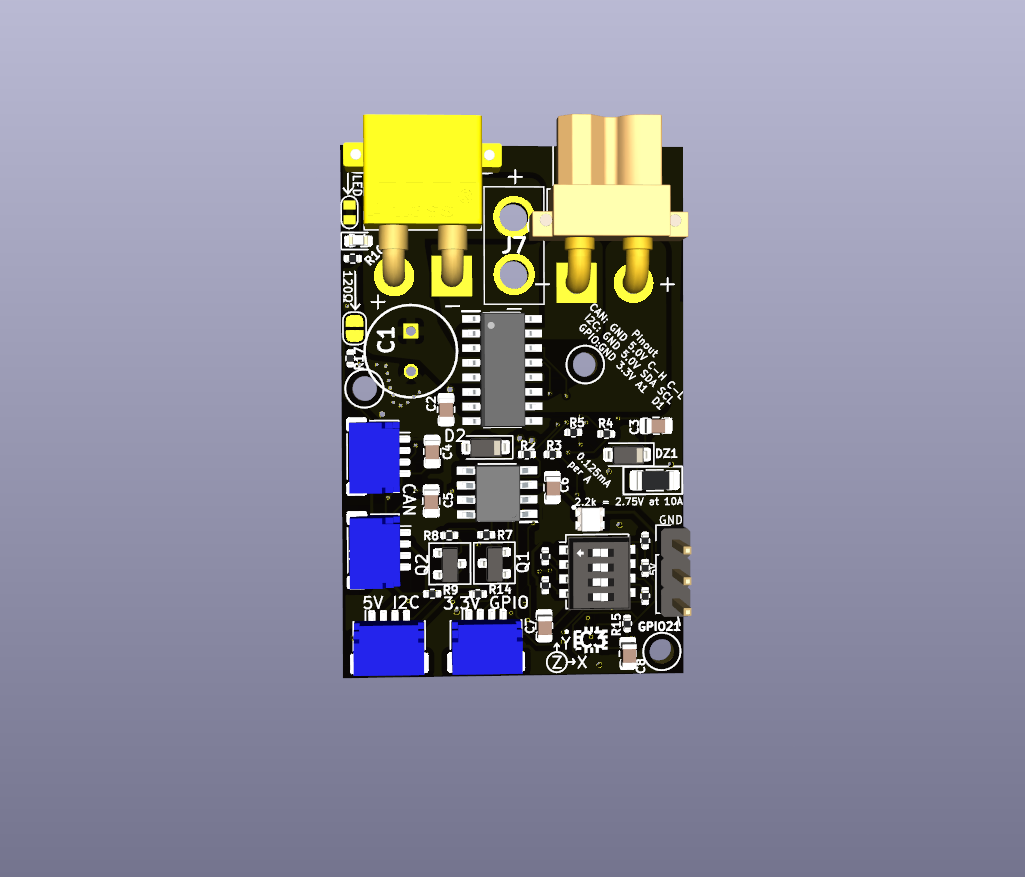 LED
+
J7
R10
120Ω
+
−
−
+
C1
Pinout
CAN: GND 5.0V C-H C-L
I2C: GND 5.0V SDA SCL
GPIO:GND 3.3V A1 D1
C2
D2
R5
R4
C3
R2
R3
C4
DZ1
0.125mA
per A
C6
CAN
C5
2.2k = 2.75V at 10A
GND
R8
R7
Q2
Q1
5V
R9
R14
5V I2C
3.3V GPIO
C7
R15
GPIO21
Y
Z
X
C8